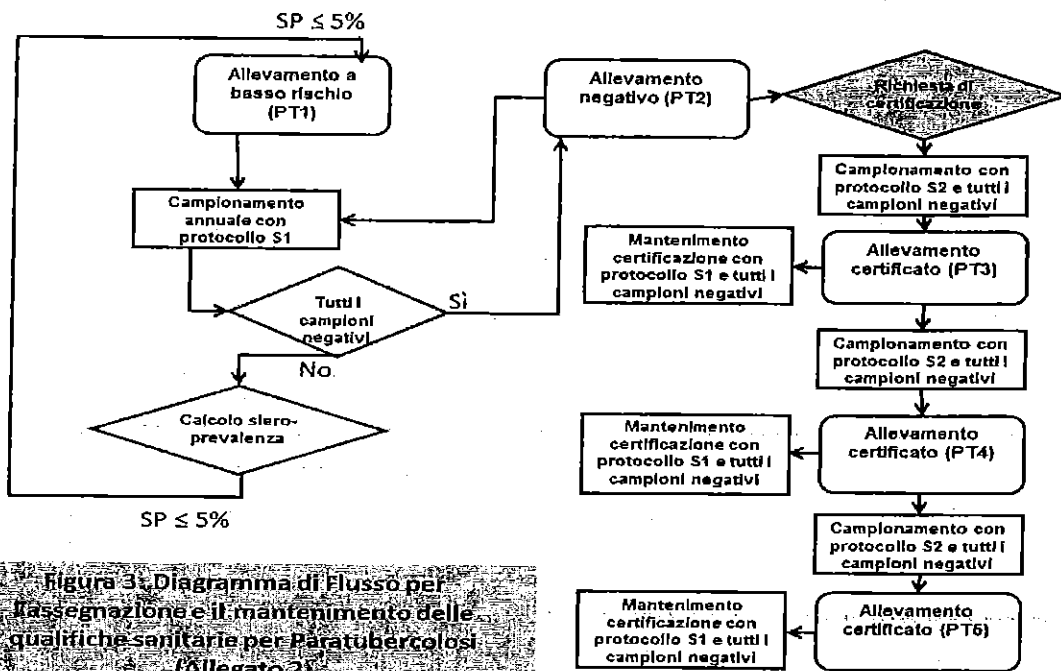 SP ≤ 5%
Allevamento a
basso rischio
(PT1)
Campionamento
annuale con
protocollo S1
Tutti i
campioni
negativi
Sì
No
Calcolo siero-
prevalenza
SP ≤ 5%
Allevamento
negativo (PT2)
Richiesta di
certificazione
Campionamento con
protocollo S2 e tutti i
campioni negativi
Allevamento
certificato (PT3)
Mantenimento
certificazione con
protocollo S1 e tutti i
campioni negativi
Campionamento con
protocollo S2 e tutti i
campioni negativi
Allevamento
certificato (PT4)
Mantenimento
certificazione con
protocollo S1 e tutti i
campioni negativi
Campionamento con
protocollo S2 e tutti i
campioni negativi
Allevamento
certificato (PT5)
Mantenimento
certificazione con
protocollo S1 e tutti i
campioni negativi
Figura 3: Diagramma di Flusso per
l'assegnazione e il mantenimento delle
qualifiche sanitarie per Paratubercolosi
(Allegato 2)